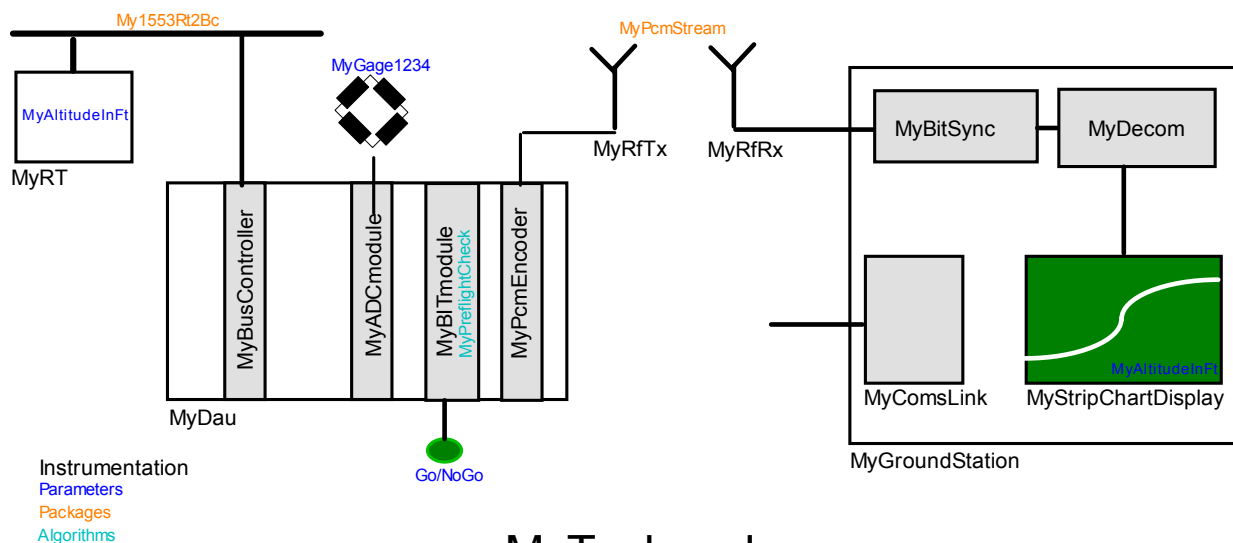 My1553Rt2Bc
MyPcmStream
MyGage1234
MyAltitudeInFt
MyBitSync
MyDecom
MyRfTx
MyRfRx
MyRT
MyBusController
MyADCmodule
MyBITmodule
MyPreflightCheck
MyPcmEncoder
MyAltitudeInFt
MyComsLink
MyStripChartDisplay
MyDau
MyGroundStation
Instrumentation
Go/NoGo
Parameters
Packages
Algorithms